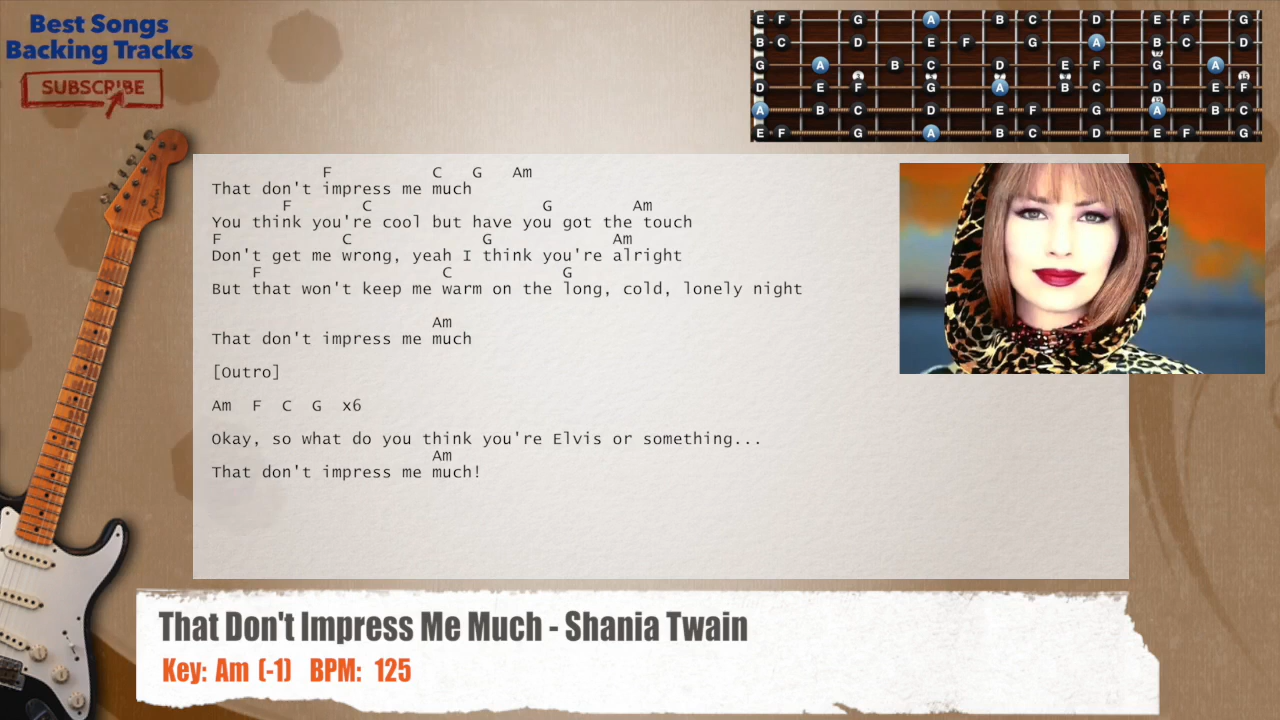 Best Songs
Backing Tracks
SUBSCRIBE
E F G A B C D E F G
B C D E F G A B C D
G A B C D E F G A
D E F G A B C D E F
A B C D E F G A B C
E F G A B C D E F G
F C G Am
That don't impress me much
F C G Am
You think you're cool but have you got the touch
F C G Am
Don't get me wrong, yeah I think you're alright
F C G
But that won't keep me warm on the long, cold, lonely night
Am
That don't impress me much
[Outro]
Am F C G x6
Okay, so what do you think you're Elvis or something...
Am
That don't impress me much!
That Don't Impress Me Much - Shania Twain
Key: Am (-1) BPM: 125